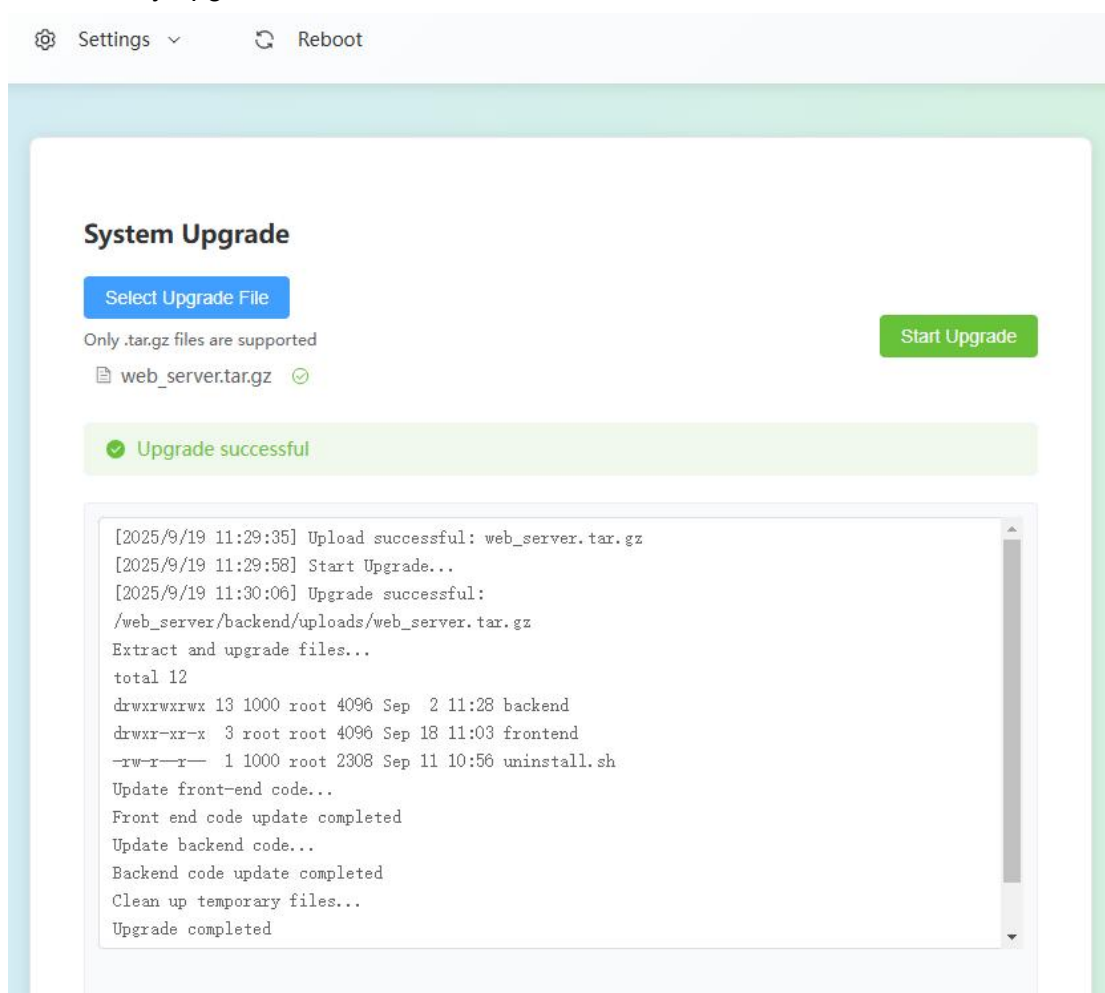 Settings Reboot
System Upgrade
Select Upgrade File
Only .tar.gz files are supported
Start Upgrade
web_server.tar.gz
Upgrade successful
[2025/9/19 11:29:35] Upload successful: web_server.tar.gz
[2025/9/19 11:29:58] Start Upgrade...
[2025/9/19 11:30:06] Upgrade successful:
/web_server/backend/uploads/web_server.tar.gz
Extract and upgrade files...
total 12
drwxrwxrwx 13 1000 root 4096 Sep  2 11:28 backend
drwxr-xr-x  3 root root 4096 Sep 18 11:03 frontend
-rw-r--r--  1 1000 root 2308 Sep 11 10:56 uninstall.sh
Update front-end code...
Front end code update completed
Update backend code...
Backend code update completed
Clean up temporary files...
Upgrade completed